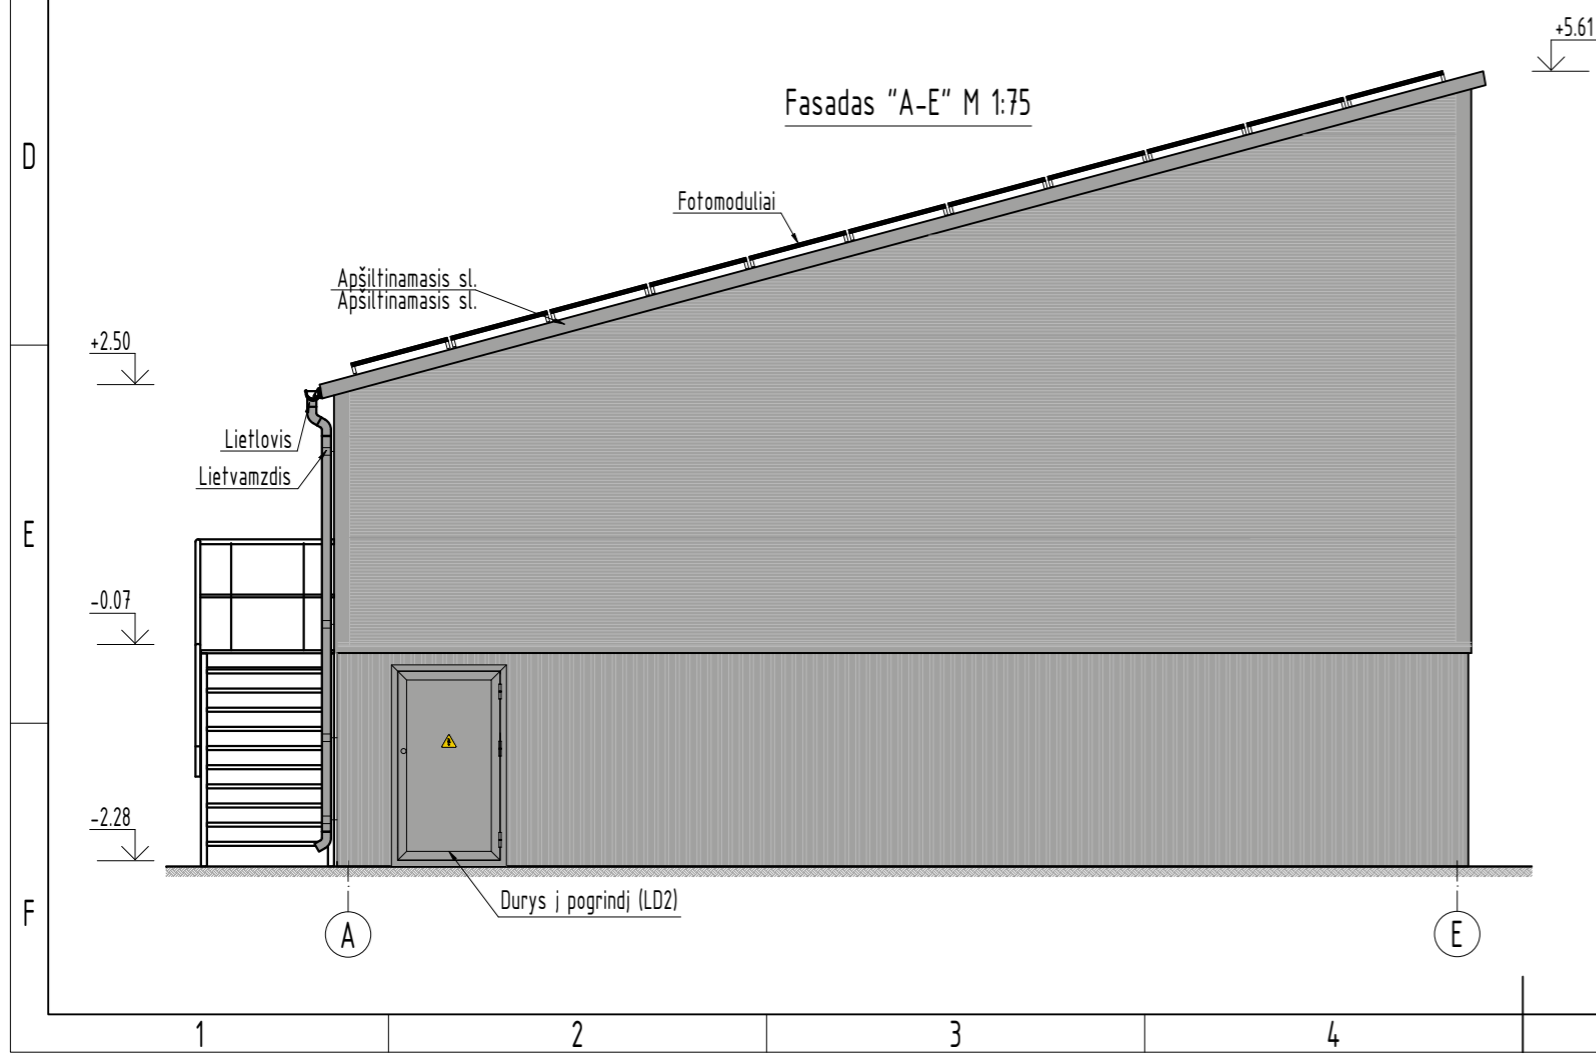 +5.61
Fasadas "A-E" M 1:75
D
Fotomoduliai
Apšiltinamasis sl.
Apšiltinamasis sl.
+2.50
Lietlovis
Lietvamzdis
E
-0.07
-2.28
Durys į pogrindį (LD2)
F
A
E
1
2
3
4